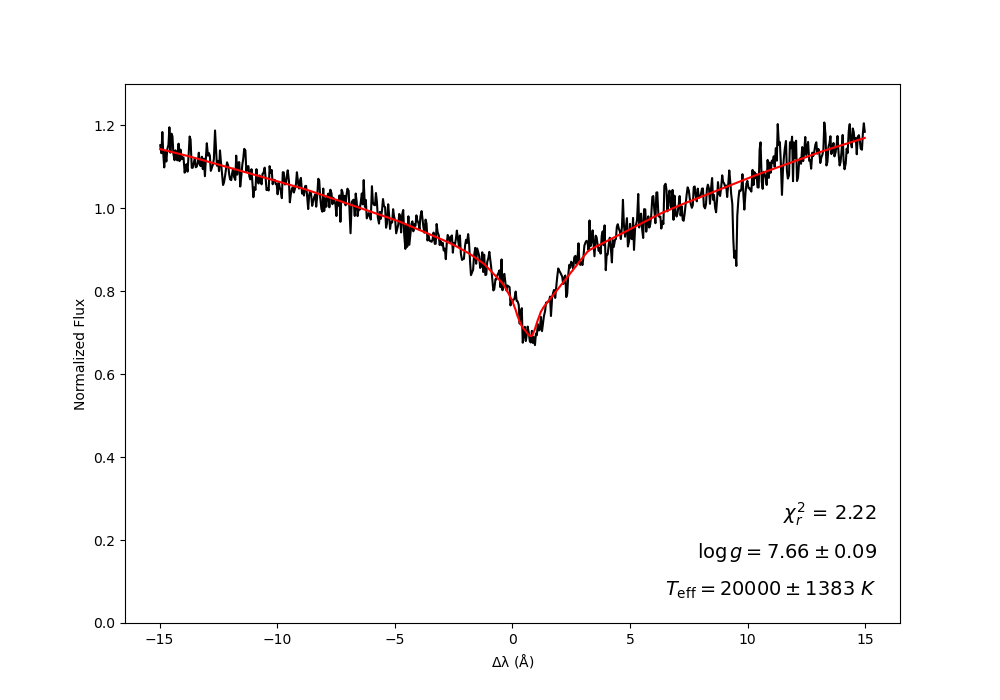 1.2
1.0
0.8
0.6
0.4
0.2
0.0
Normalized Flux
χ²ᵣ = 2.22
log g = 7.66 ± 0.09
T_eff = 20000 ± 1383 K
−15 −10 −5 0 5 10 15
Δλ (Å)